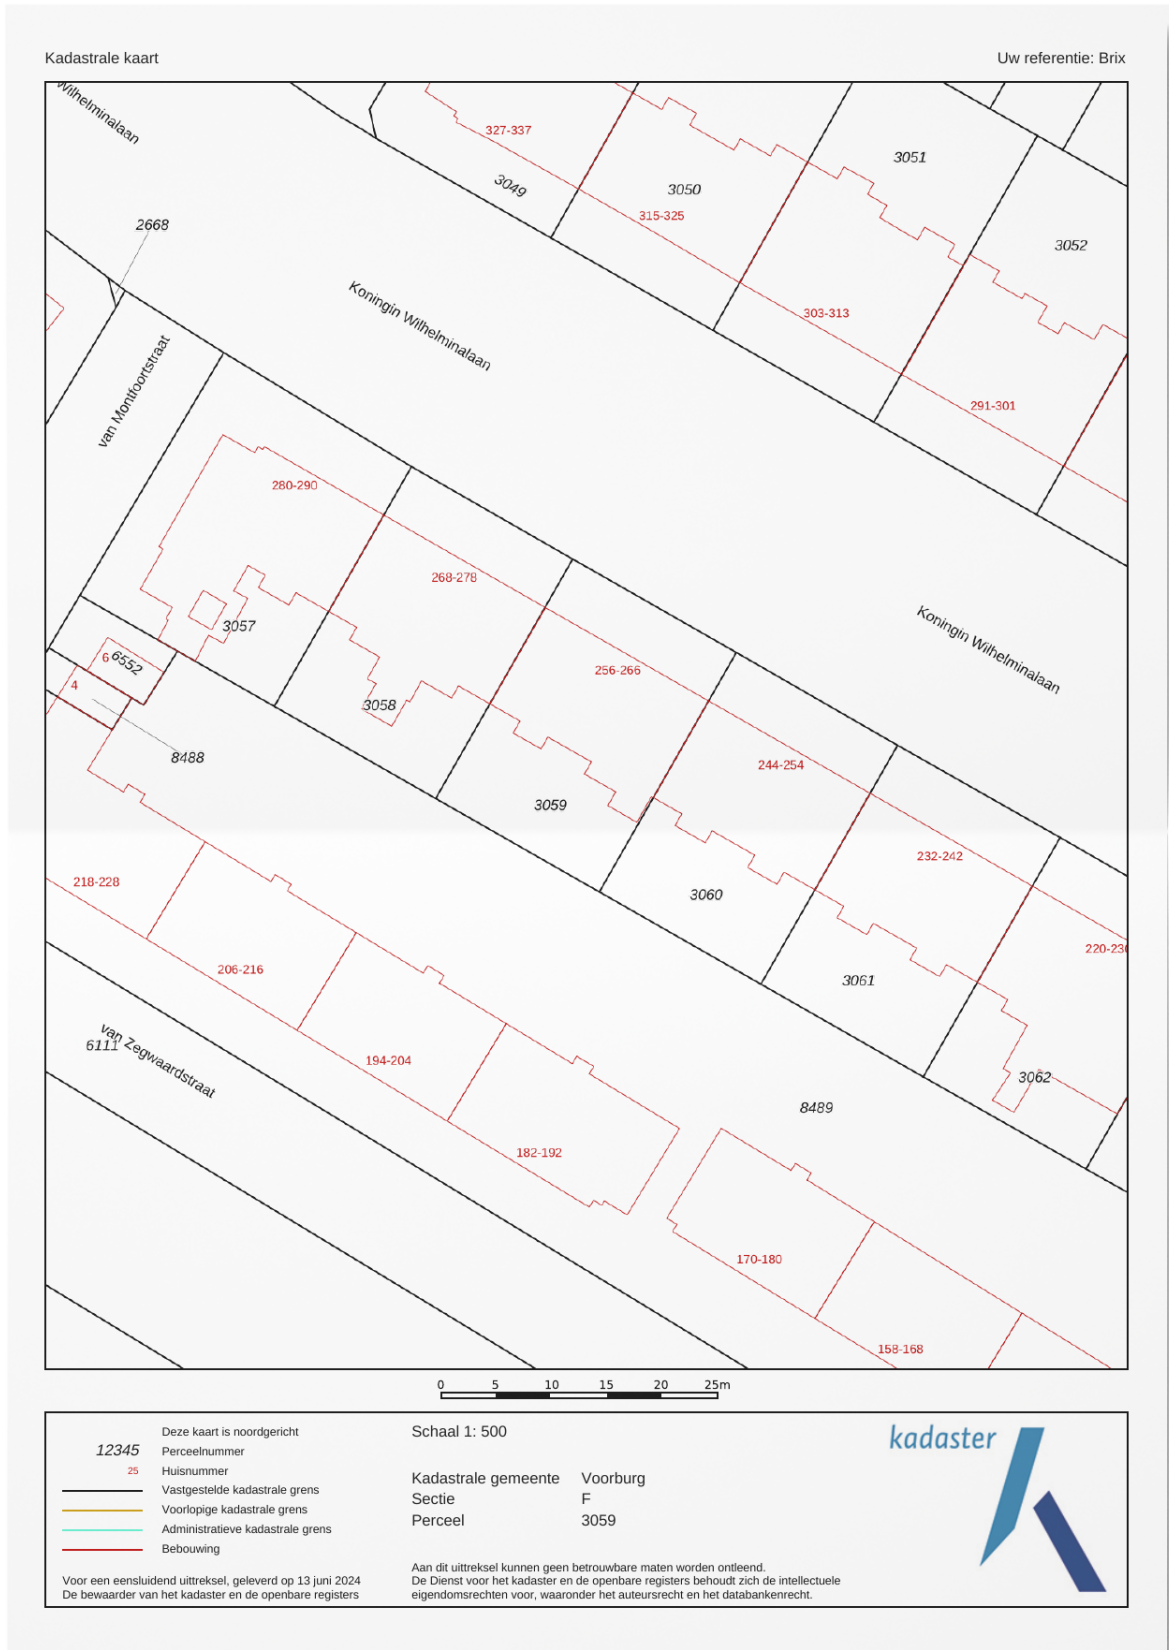 Kadastrale kaart
Uw referentie: Brix
Wilhelminalaan
327-337
3051
3049
3050
315-325
2668
3052
Koningin Wilhelminalaan
303-313
van Montfoortstraat
291-301
280-290
268-278
Koningin Wilhelminalaan
3057
6
6552
256-266
4
3058
8488
244-254
3059
232-242
218-228
3060
220-230
206-216
3061
van Zegwaardstraat
6111
194-204
3062
8489
182-192
170-180
158-168
0 5 10 15 20 25m
Deze kaart is noordgericht
12345 Perceelnummer
25 Huisnummer
Vastgestelde kadastrale grens
Voorlopige kadastrale grens
Administratieve kadastrale grens
Bebouwing
Voor een eensluidend uittreksel, geleverd op 13 juni 2024
De bewaarder van het kadaster en de openbare registers
Schaal 1: 500
Kadastrale gemeente Voorburg
Sectie F
Perceel 3059
Aan dit uittreksel kunnen geen betrouwbare maten worden ontleend.
De Dienst voor het kadaster en de openbare registers behoudt zich de intellectuele
eigendomsrechten voor, waaronder het auteursrecht en het databankenrecht.
kadaster